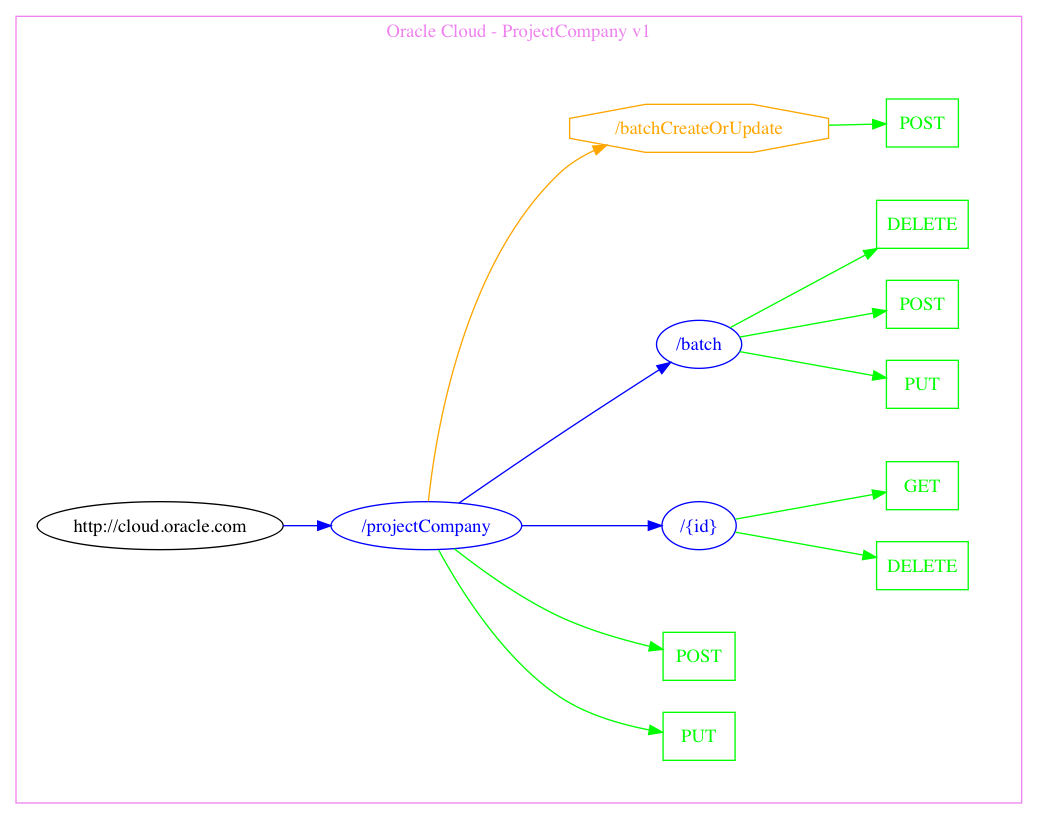 Oracle Cloud - ProjectCompany v1
/batchCreateOrUpdate
POST
DELETE
POST
/batch
PUT
GET
http://cloud.oracle.com
/projectCompany
/{id}
DELETE
POST
PUT